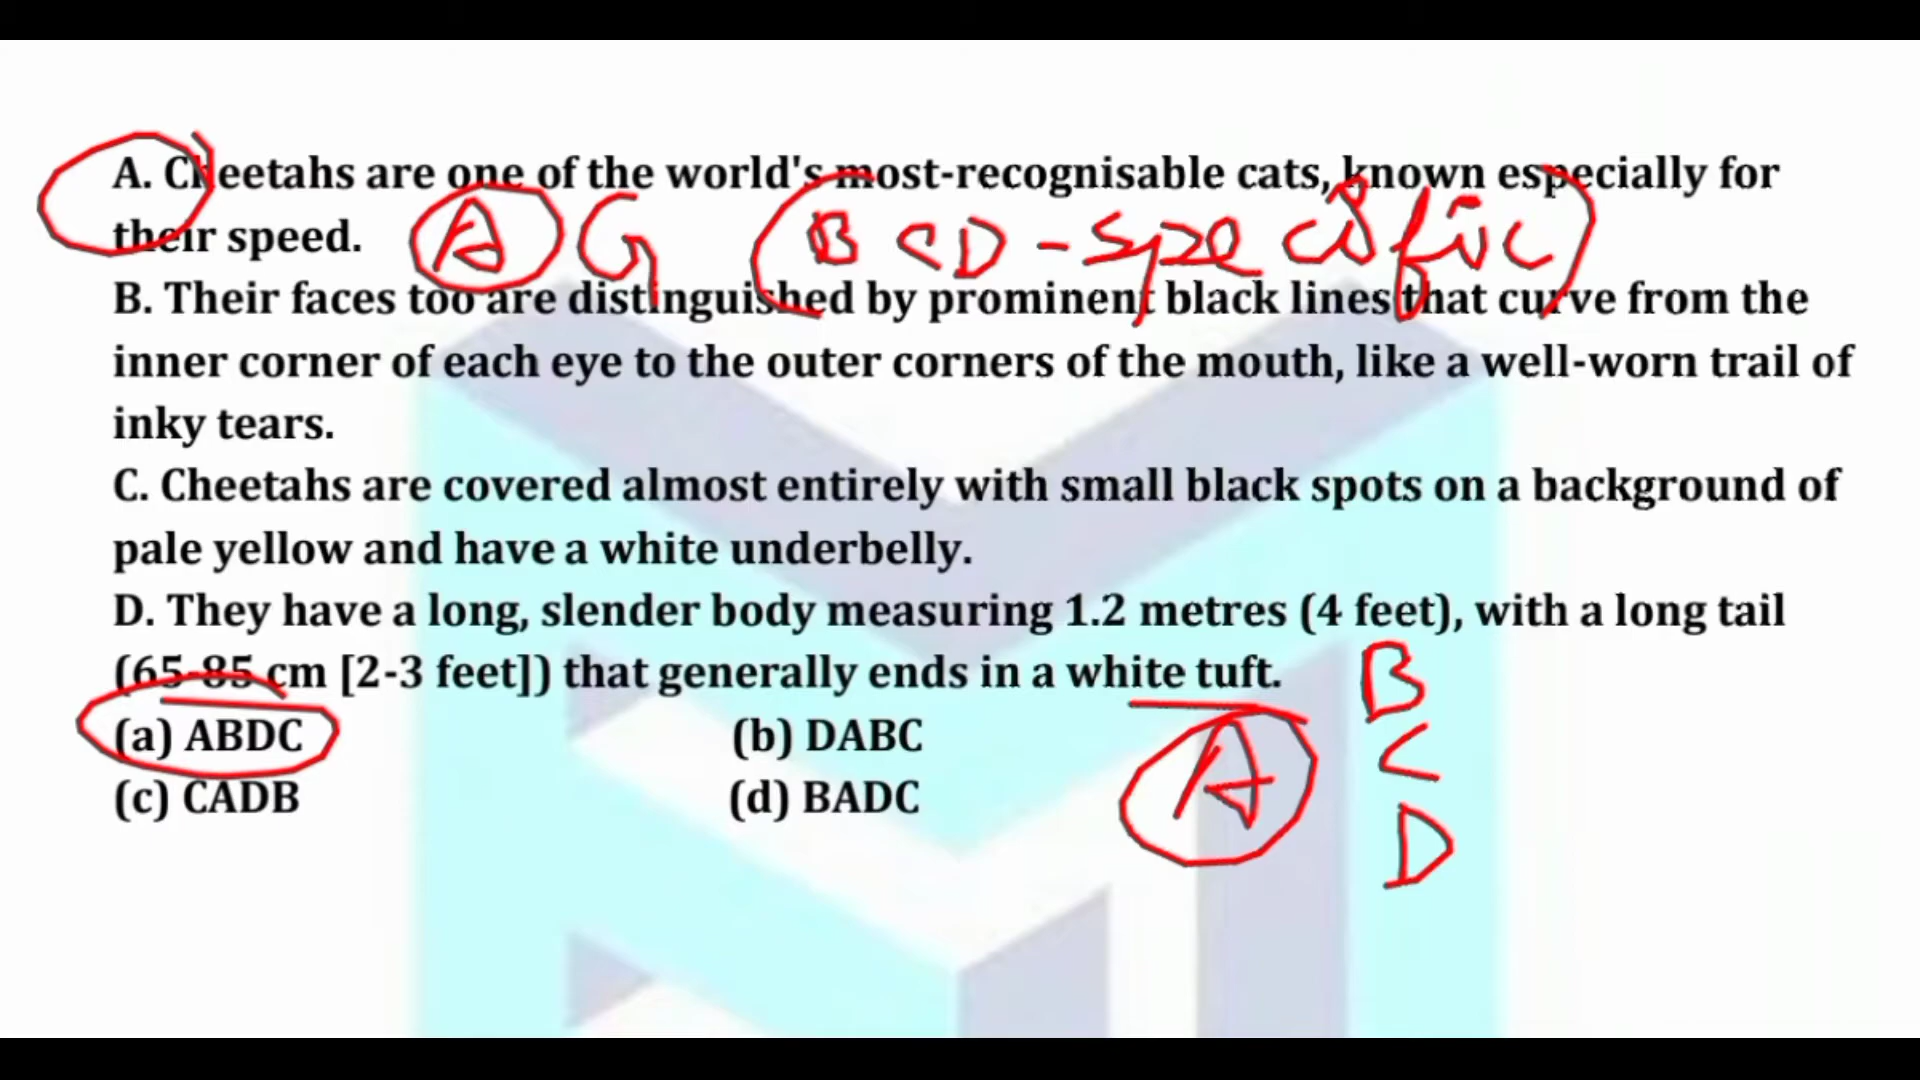 A. Cheetahs are one of the world's most-recognisable cats, known especially for
their speed.
A G B C D - specific
B. Their faces too are distinguished by prominent black lines that curve from the
inner corner of each eye to the outer corners of the mouth, like a well-worn trail of
inky tears.
C. Cheetahs are covered almost entirely with small black spots on a background of
pale yellow and have a white underbelly.
D. They have a long, slender body measuring 1.2 metres (4 feet), with a long tail
(65-85 cm [2-3 feet]) that generally ends in a white tuft.
B
(a) ABDC (b) DABC
A
C
(c) CADB (d) BADC
D